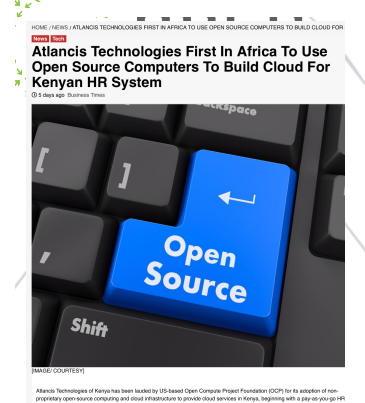 HOME / NEWS / ATLANCIS TECHNOLOGIES FIRST IN AFRICA TO USE OPEN SOURCE COMPUTERS TO BUILD CLOUD FOR
News Tech
Atlancis Technologies First In Africa To Use
Open Source Computers To Build Cloud For
Kenyan HR System
5 days ago Business Times
Backspace
[ ]
Open
Source
,
Shift
[IMAGE/ COURTESY]
Atlancis Technologies of Kenya has been lauded by US-based Open Compute Project Foundation (OCP) for its adoption of non-
proprietary open-source computing and cloud infrastructure to provide cloud services in Kenya, beginning with a pay-as-you-go HR